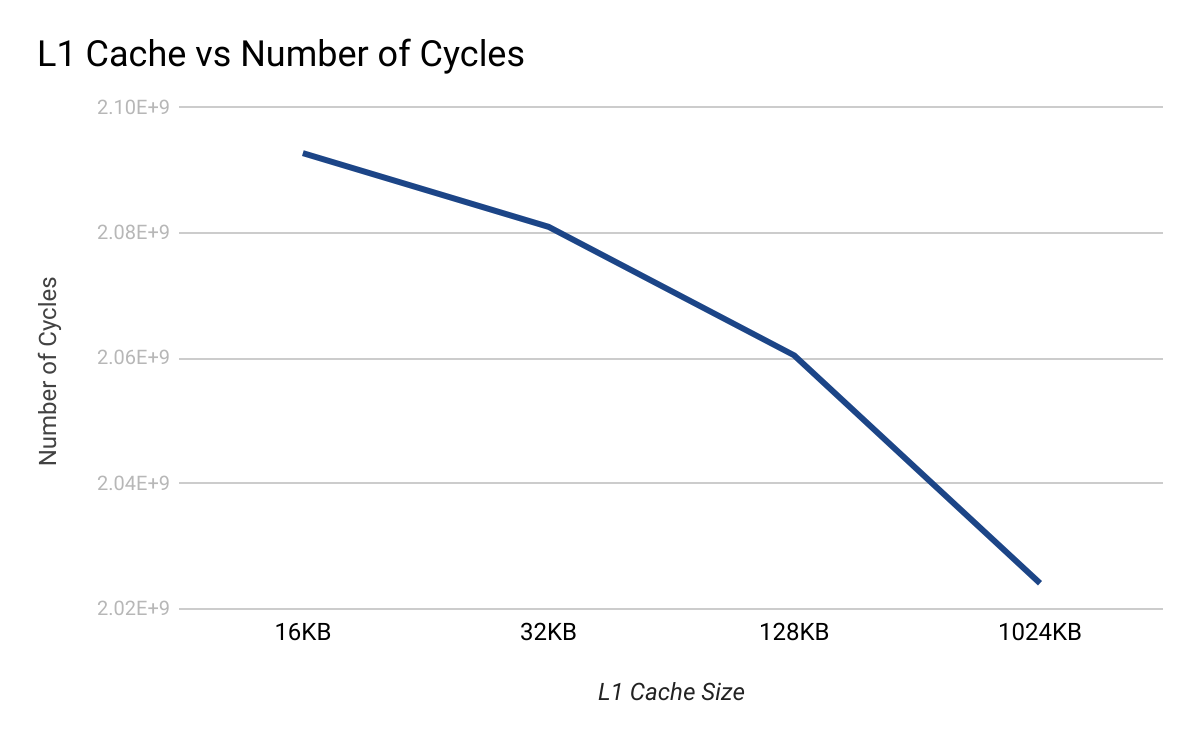 L1 Cache vs Number of Cycles
2.10E+9
2.08E+9
2.06E+9
2.04E+9
2.02E+9
Number of Cycles
16KB 32KB 128KB 1024KB
L1 Cache Size